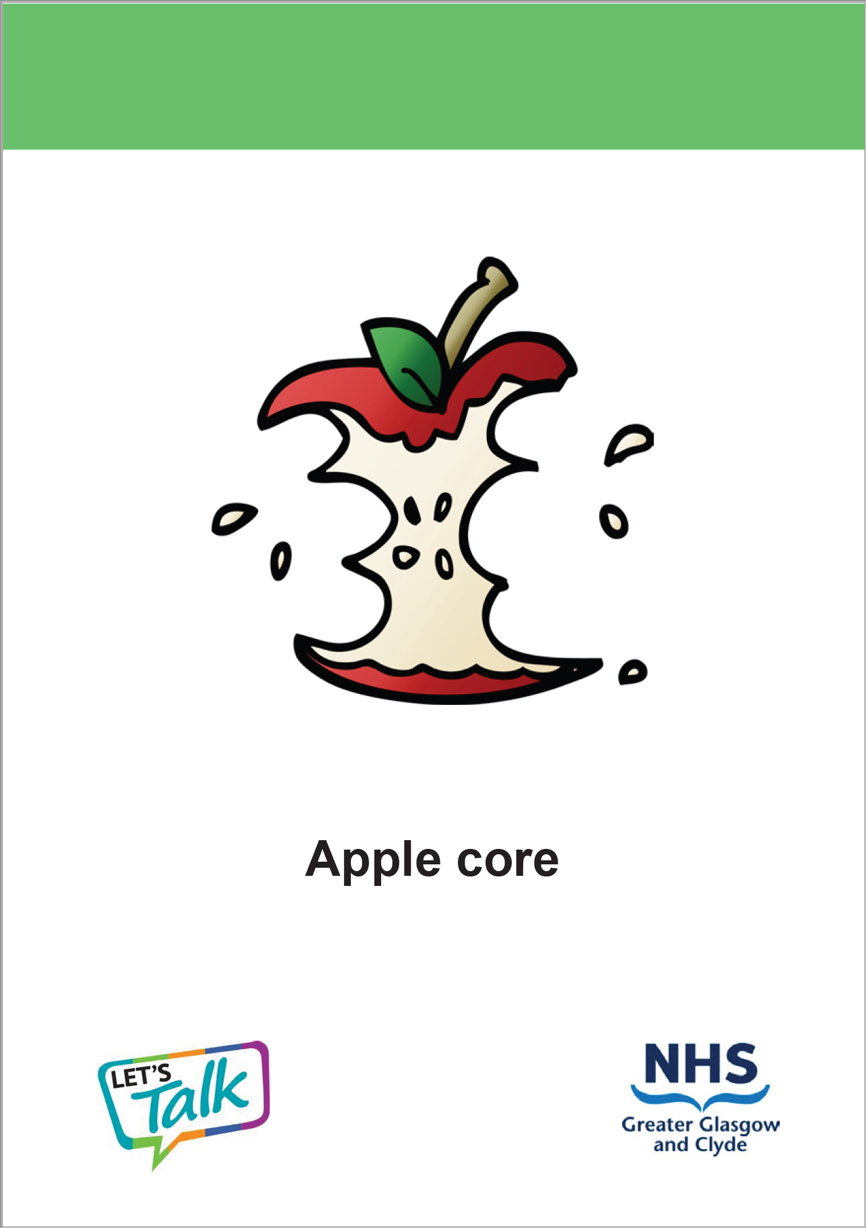 Apple core
LET'S
Talk
NHS
Greater Glasgow
and Clyde